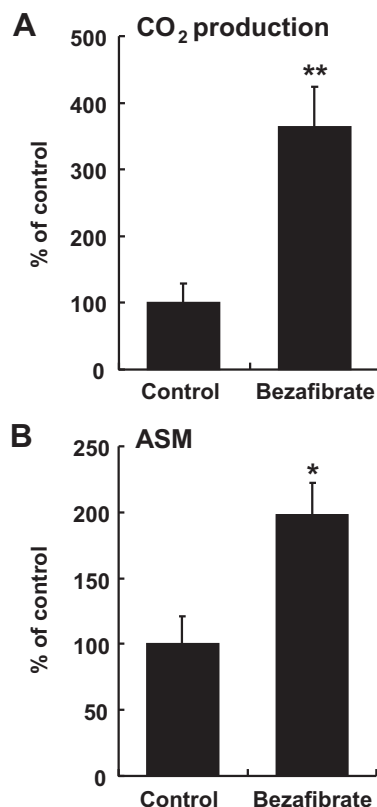 A CO₂ production
500
**
400
300
200
100
0
% of control
Control Bezafibrate
B ASM
250
*
200
150
100
50
0
% of control
Control Bezafibrate